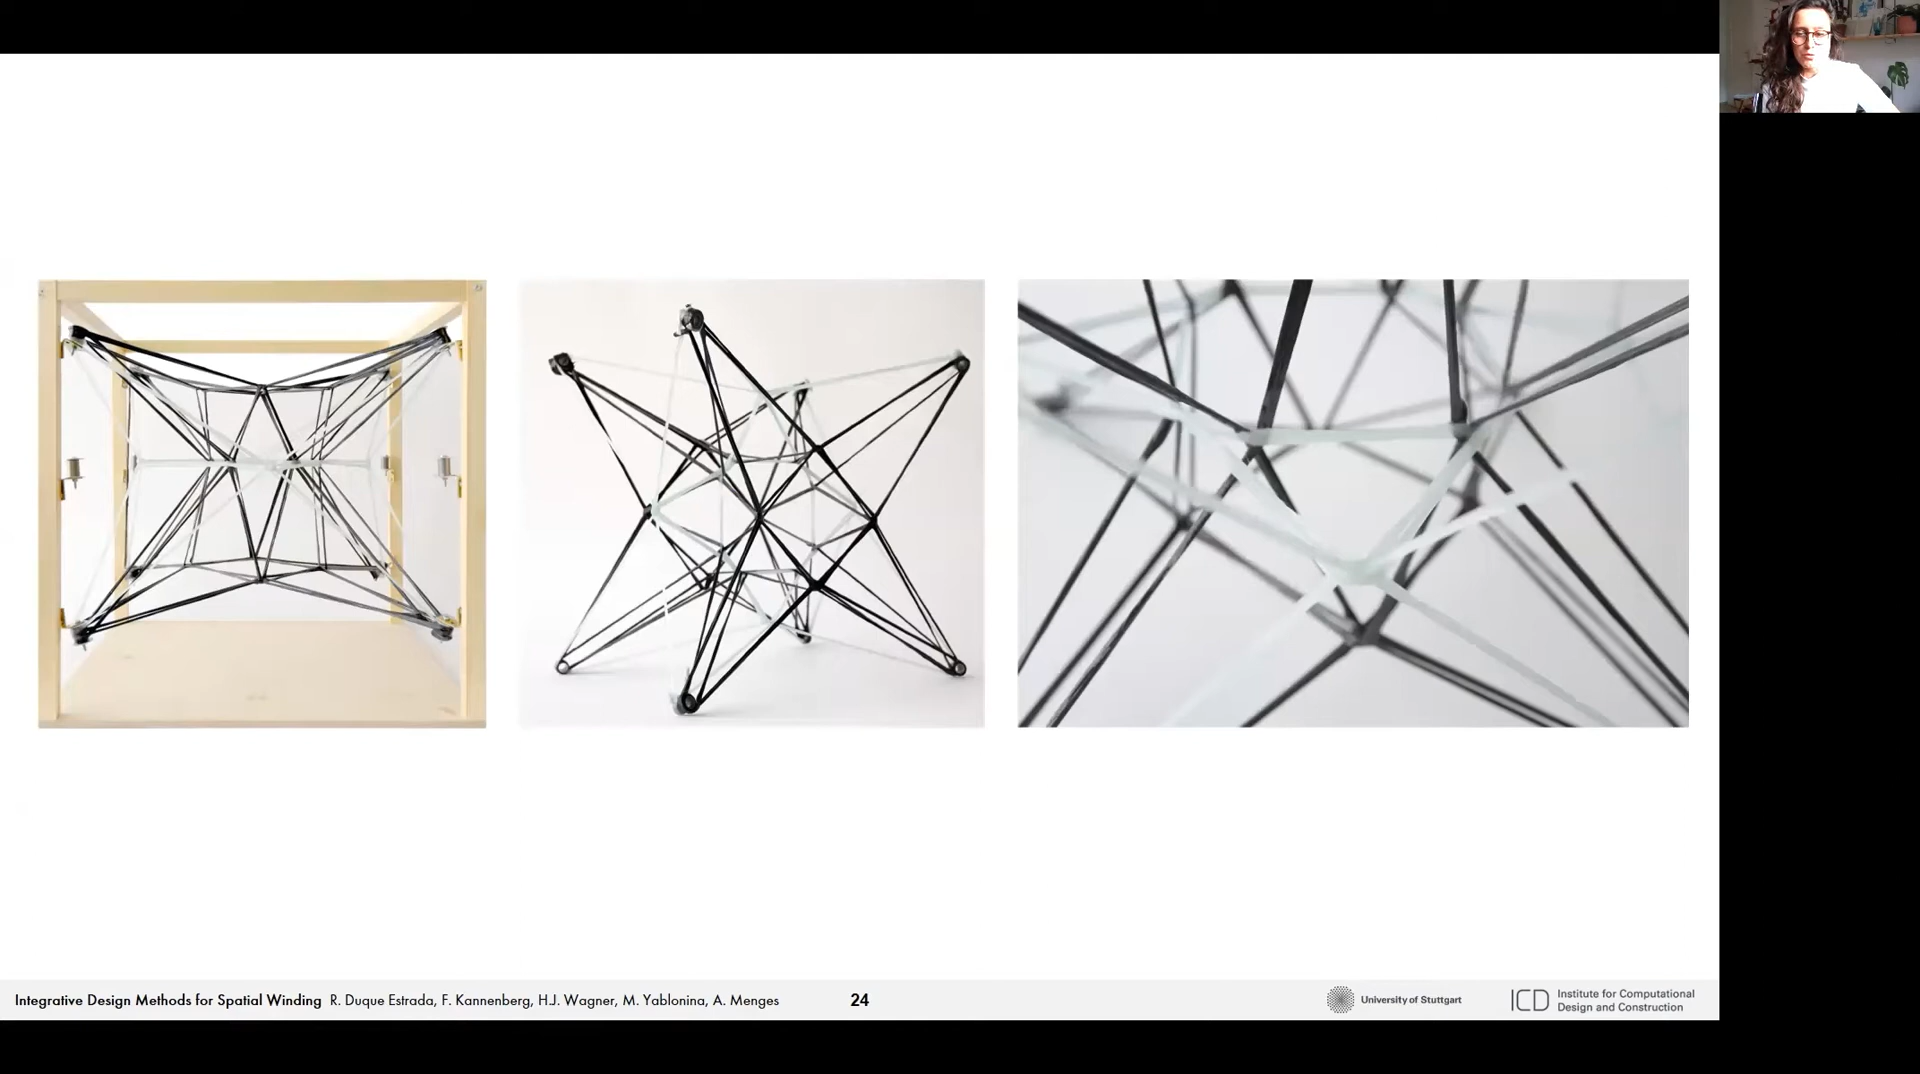 Integrative Design Methods for Spatial Winding R. Duque Estrada, F. Kannenberg, H.J. Wagner, M. Yablonina, A. Menges 24 University of Stuttgart ICD Institute for Computational
Design and Construction